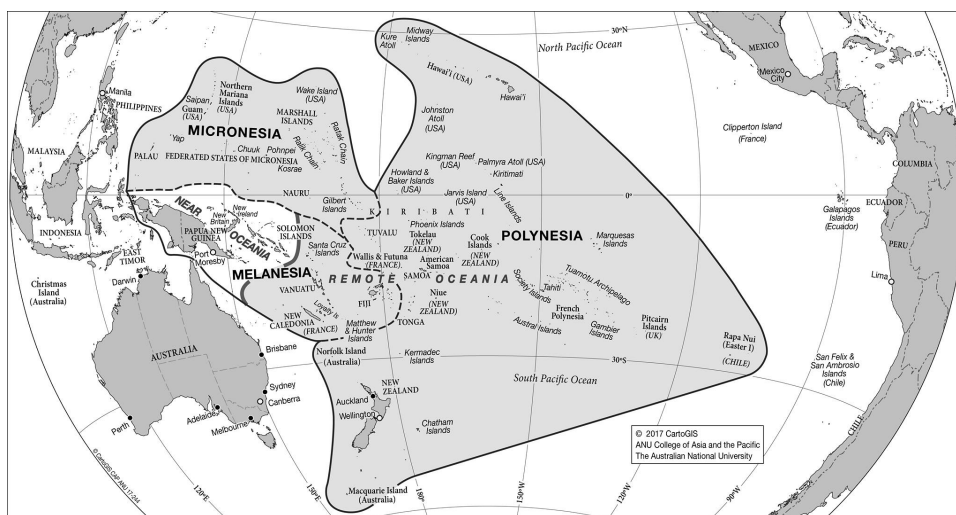 30°N
Midway
Islands
Kure
Atoll
North Pacific Ocean
MEXICO
Mexico
City
Hawai'i (USA)
Hawai'i
Northern
Mariana
Islands
(USA)
Wake Island
(USA)
Manila
PHILIPPINES
Saipan,
Guam
(USA)
MARSHALL
ISLANDS
Johnston
Atoll
(USA)
Clipperton Island
(France)
MICRONESIA
Ratak Chain
Ralik Chain
Yap
Chuuk
Pohnpei
Kosrae
MALAYSIA
PALAU
FEDERATED STATES OF MICRONESIA
Kingman Reef
(USA)
Palmyra Atoll (USA)
Kiritimati
Howland &
Baker Islands
(USA)
Jarvis Island
(USA)
Line Islands
COLUMBIA
NAURU
0°
Gilbert
Islands
KIRIBATI
Galapagos
Islands
(Ecuador)
ECUADOR
NEAR
OCEANIA
New
Ireland
New
Britain
INDONESIA
PAPUA NEW
GUINEA
SOLOMON
ISLANDS
Phoenix Islands
TUVALU
Tokelau
(NEW
ZEALAND)
Cook
Islands
(NEW
ZEALAND)
POLYNESIA
Marquesas
Islands
PERU
EAST
TIMOR
Port
Moresby
Santa Cruz
Islands
Wallis & Futuna
(FRANCE)
American
Samoa
SAMOA
Lima
Christmas
Island
(Australia)
Darwin
MELANESIA
REMOTE OCEANIA
VANUATU
Tuamotu Archipelago
Society Islands
Tahiti
Niue
(NEW
ZEALAND)
FIJI
Loyalty Is
French
Polynesia
NEW
CALEDONIA
(FRANCE)
Matthew
& Hunter
Islands
TONGA
Austral Islands
Gambier
Islands
Pitcairn
Islands
(UK)
Rapa Nui
(Easter I)
(CHILE)
AUSTRALIA
Brisbane
Norfolk Island
(Australia)
Kermadec
Islands
30°S
San Felix &
San Ambrosio
Islands
(Chile)
South Pacific Ocean
Sydney
Canberra
Auckland
NEW
ZEALAND
Wellington
Perth
Adelaide
Melbourne
Chatham
Islands
CHILE
© 2017 CartoGIS
ANU College of Asia and the Pacific
The Australian National University
© CartoGIS CAP ANU 17-264
Macquarie Island
(Australia)
120°E
150°E
180°
150°W
120°W
90°W